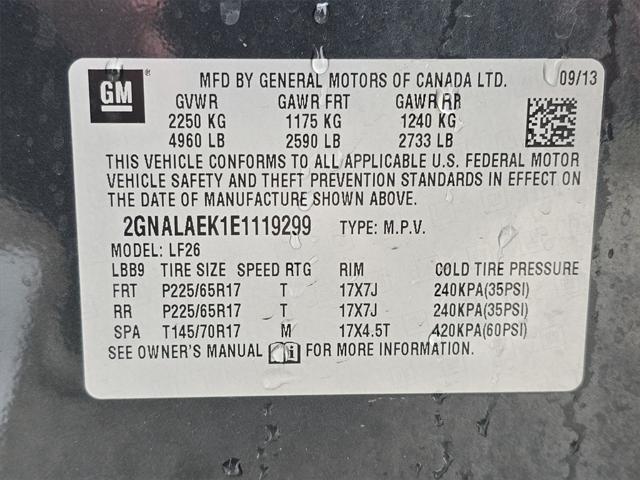 GM ® MFD BY GENERAL MOTORS OF CANADA LTD. 09/13
GVWR GAWR FRT GAWR RR
2250 KG 1175 KG 1240 KG
4960 LB 2590 LB 2733 LB
THIS VEHICLE CONFORMS TO ALL APPLICABLE U.S. FEDERAL MOTOR
VEHICLE SAFETY AND THEFT PREVENTION STANDARDS IN EFFECT ON
THE DATE OF MANUFACTURE SHOWN ABOVE.
2GNALAEK1E1119299 TYPE: M.P.V.
MODEL: LF26
LBB9 TIRE SIZE SPEED RTG RIM COLD TIRE PRESSURE
FRT P225/65R17 T 17X7J 240KPA(35PSI)
RR P225/65R17 T 17X7J 240KPA(35PSI)
SPA T145/70R17 M 17X4.5T 420KPA(60PSI)
SEE OWNER'S MANUAL FOR MORE INFORMATION.